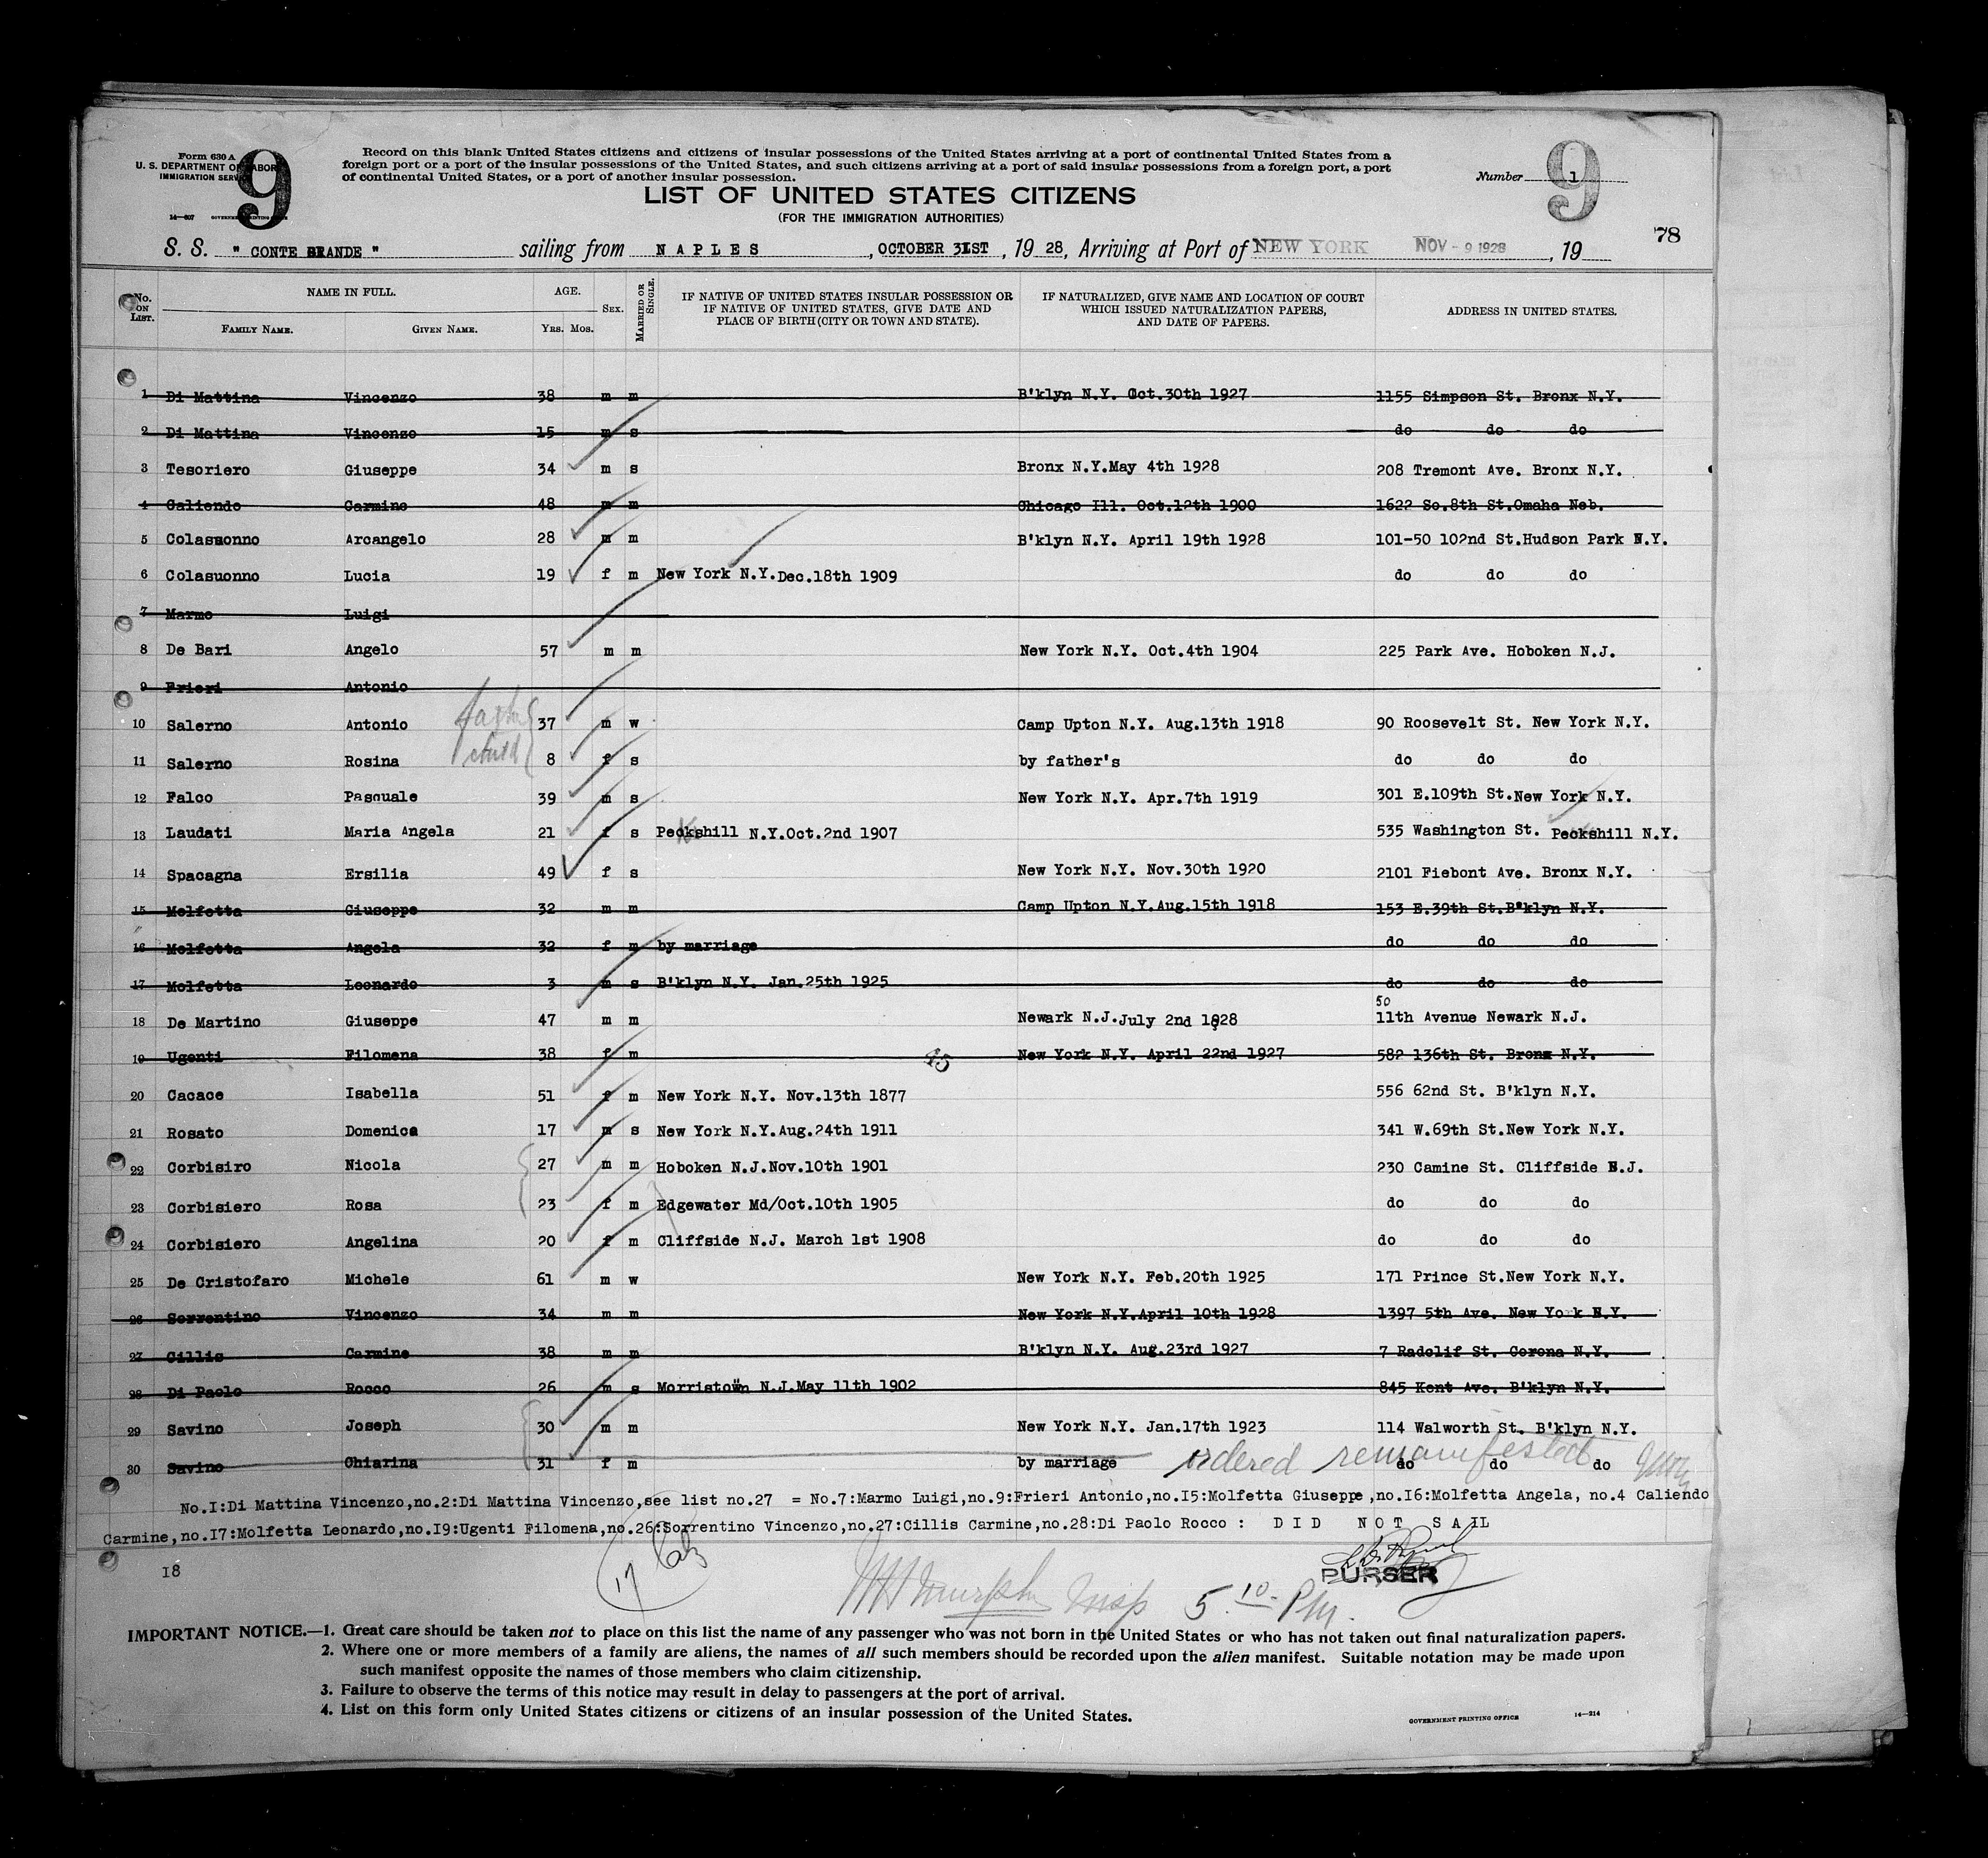 Form 630 A
U. S. DEPARTMENT OF LABOR
IMMIGRATION SERVICE
9
14—807 GOVERNMENT PRINTING OFFICE
Record on this blank United States citizens and citizens of insular possessions of the United States arriving at a port of continental United States from a
foreign port or a port of the insular possessions of the United States, and such citizens arriving at a port of said insular possessions from a foreign port, a port
of continental United States, or a port of another insular possession.
LIST OF UNITED STATES CITIZENS
(FOR THE IMMIGRATION AUTHORITIES)
Number 1
9
78
S. S. " CONTE GRANDE " sailing from NAPLES, OCTOBER 31ST, 19 28, Arriving at Port of NEW YORK NOV - 9 1928, 19
No. ON LIST. NAME IN FULL. FAMILY NAME. GIVEN NAME. AGE. YRS. MOS. SEX. MARRIED OR SINGLE. IF NATIVE OF UNITED STATES INSULAR POSSESSION OR IF NATIVE OF UNITED STATES, GIVE DATE AND PLACE OF BIRTH (CITY OR TOWN AND STATE). IF NATURALIZED, GIVE NAME AND LOCATION OF COURT WHICH ISSUED NATURALIZATION PAPERS, AND DATE OF PAPERS. ADDRESS IN UNITED STATES.
1 Di Mattina Vincenzo 38 m m B'klyn N.Y. Oct.30th 1927 1155 Simpson St. Bronx N.Y.
2 Di Mattina Vincenzo 15 m s do do do
3 Tesoriero Giuseppe 34 m s Bronx N.Y.May 4th 1928 208 Tremont Ave. Bronx N.Y.
4 Caliendo Carmine 48 m m Chicago Ill. Oct.12th 1900 1622 So.8th St.Omaha Neb.
5 Colasuonno Arcangelo 28 m m B'klyn N.Y. April 19th 1928 101-50 102nd St.Hudson Park N.Y.
6 Colasuonno Lucia 19 f m New York N.Y.Dec.18th 1909 do do do
7 Marmo Luigi
8 De Bari Angelo 57 m m New York N.Y. Oct.4th 1904 225 Park Ave. Hoboken N.J.
9 Frieri Antonio
10 Salerno Antonio father 37 m w Camp Upton N.Y. Aug.13th 1918 90 Roosevelt St. New York N.Y.
11 Salerno Rosina child 8 f s by father's do do do
12 Falco Pasquale 39 m s New York N.Y. Apr.7th 1919 301 E.109th St.New York N.Y.
13 Laudati Maria Angela 21 f s Peckshill N.Y.Oct.2nd 1907 535 Washington St. Peckshill N.Y.
14 Spacagna Ersilia 49 f s New York N.Y. Nov.30th 1920 2101 Fiebont Ave. Bronx N.Y.
15 Molfetta Giuseppe 32 m m Camp Upton N.Y.Aug.15th 1918 153 E.39th St.B'klyn N.Y.
16 Molfetta Angela 32 f m by marriage do do do
17 Molfetta Leonardo 3 m s B'klyn N.Y. Jan.25th 1925 do do do
50
18 De Martino Giuseppe 47 m m Newark N.J.July 2nd 1928 11th Avenue Newark N.J.
19 Ugenti Filomena 38 f m 45 New York N.Y. April 22nd 1927 582 136th St. Bronx N.Y.
20 Cacace Isabella 51 f m New York N.Y. Nov.13th 1877 556 62nd St. B'klyn N.Y.
21 Rosato Domenica 17 m s New York N.Y.Aug.24th 1911 341 W.69th St.New York N.Y.
22 Corbisiro Nicola 27 m m Hoboken N.J.Nov.10th 1901 230 Camine St. Cliffside N.J.
23 Corbisiero Rosa 23 f m Edgewater Md/Oct.10th 1905 do do do
24 Corbisiero Angelina 20 f m Cliffside N.J. March 1st 1908 do do do
25 De Cristofaro Michele 61 m w New York N.Y. Feb.20th 1925 171 Prince St.New York N.Y.
26 Sorrentino Vincenzo 34 m m New York N.Y.April 10th 1928 1397 5th Ave. New York N.Y.
27 Cillis Carmine 38 m m B'klyn N.Y. Aug.23rd 1927 7 Radclif St. Corona N.Y.
28 Di Paolo Rocco 26 m s Morristown N.J.May 11th 1902 845 Kent Ave. B'klyn N.Y.
29 Savino Joseph 30 m m New York N.Y. Jan.17th 1923 114 Walworth St. B'klyn N.Y.
30 Savino Chiarina 31 f m by marriage ordered remanifested do do do
No.I:Di Mattina Vincenzo,no.2:Di Mattina Vincenzo,see list no.27 = No.7:Marmo Luigi,no.9:Frieri Antonio,no.I5:Molfetta Giuseppe,no.I6:Molfetta Angela, no.4 Caliendo
Carmine,no.I7:Molfetta Leonardo,no.I9:Ugenti Filomena,no.26:Sorrentino Vincenzo,no.27:Cillis Carmine,no.28:Di Paolo Rocco : DID NOT SAIL
I8
17
PURSER
Murphy Insp 5 10 PM.
IMPORTANT NOTICE.—1. Great care should be taken not to place on this list the name of any passenger who was not born in the United States or who has not taken out final naturalization papers.
2. Where one or more members of a family are aliens, the names of all such members should be recorded upon the alien manifest. Suitable notation may be made upon
such manifest opposite the names of those members who claim citizenship.
3. Failure to observe the terms of this notice may result in delay to passengers at the port of arrival.
4. List on this form only United States citizens or citizens of an insular possession of the United States.
GOVERNMENT PRINTING OFFICE 14—214